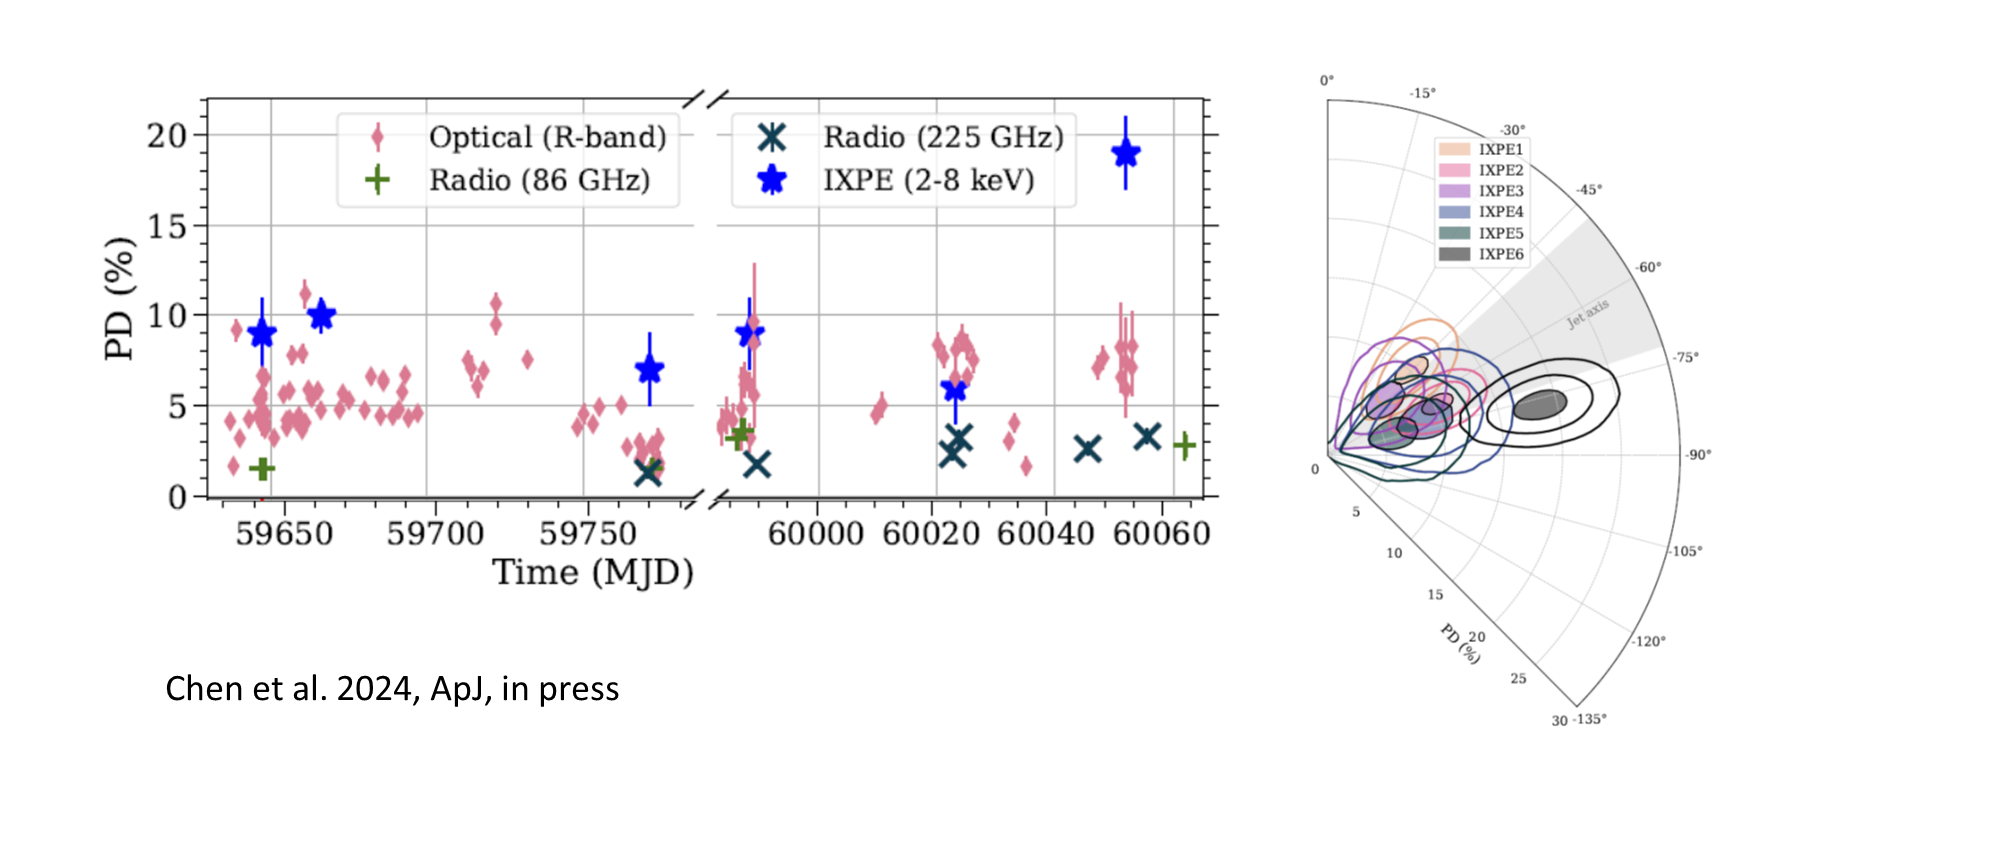 20
15
10
5
0
PD (%)
Optical (R-band)
Radio (86 GHz)
Radio (225 GHz)
IXPE (2-8 keV)
59650 59700 59750 60000 60020 60040 60060
Time (MJD)
Chen et al. 2024, ApJ, in press
0°
-15°
-30°
-45°
-60°
-75°
-90°
-105°
-120°
-135°
IXPE1
IXPE2
IXPE3
IXPE4
IXPE5
IXPE6
Jet axis
0
5
10
15
20
25
30
PD (%)